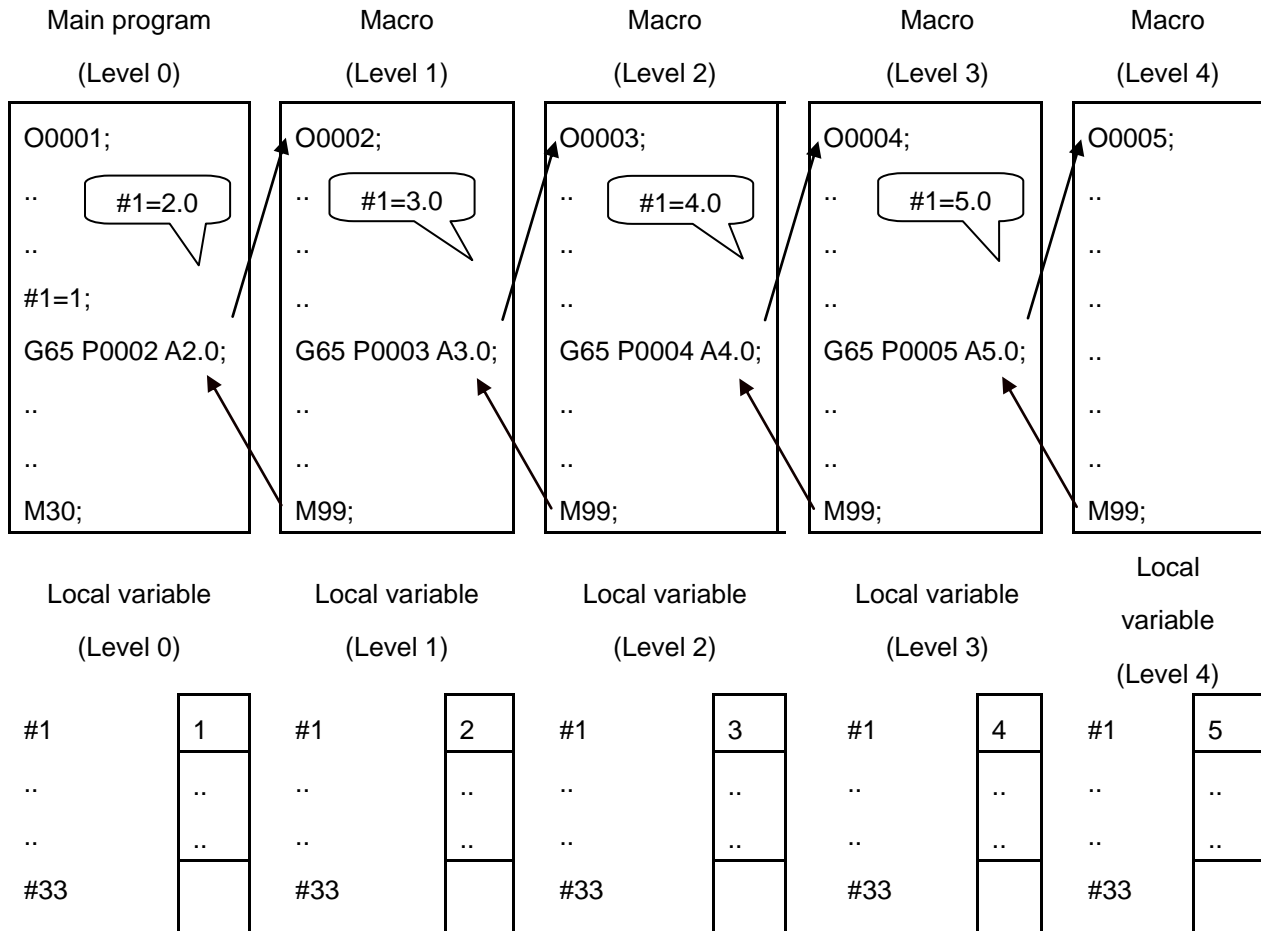 Main program Macro Macro Macro Macro
(Level 0) (Level 1) (Level 2) (Level 3) (Level 4)
O0001; O0002; O0003; O0004; O0005;
.. #1=2.0 .. #1=3.0 .. #1=4.0 .. #1=5.0 ..
.. .. .. .. ..
#1=1; .. .. .. ..
G65 P0002 A2.0; G65 P0003 A3.0; G65 P0004 A4.0; G65 P0005 A5.0; ..
.. .. .. .. ..
.. .. .. .. ..
M30; M99; M99; M99; M99;
Local variable Local variable Local variable Local variable Local
variable
(Level 0) (Level 1) (Level 2) (Level 3) (Level 4)
#1 1 #1 2 #1 3 #1 4 #1 5
.. .. .. .. .. .. .. .. .. ..
.. .. .. .. .. .. .. .. .. ..
#33 #33 #33 #33 #33